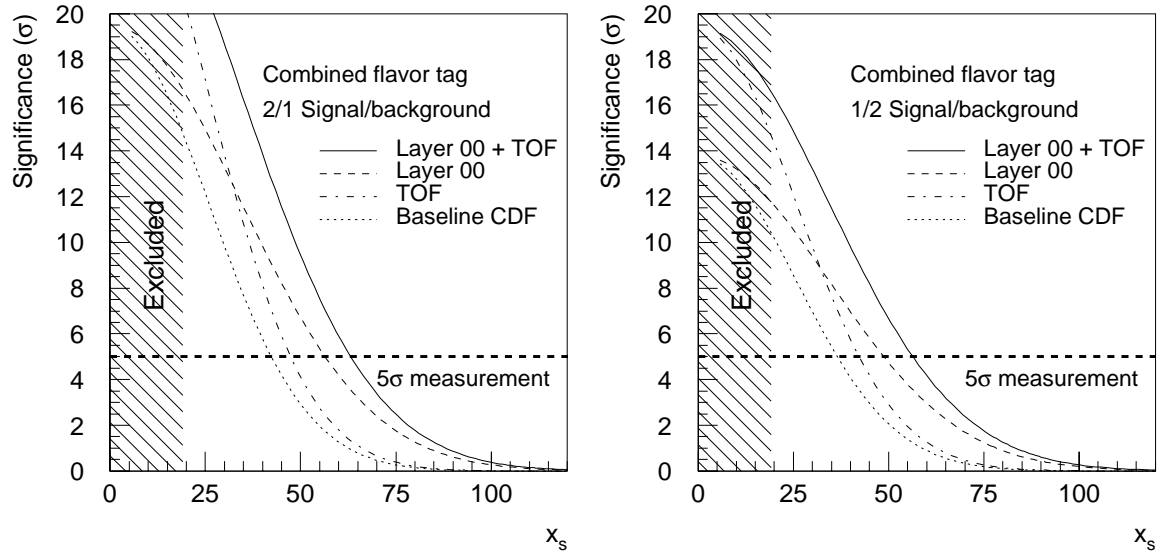 Significance (σ)
20
18
16
14
12
10
8
6
4
2
0
Combined flavor tag
2/1 Signal/background
Layer 00 + TOF
Layer 00
TOF
Baseline CDF
Excluded
5σ measurement
0 25 50 75 100
x_s
Significance (σ)
20
18
16
14
12
10
8
6
4
2
0
Combined flavor tag
1/2 Signal/background
Layer 00 + TOF
Layer 00
TOF
Baseline CDF
Excluded
5σ measurement
0 25 50 75 100
x_s